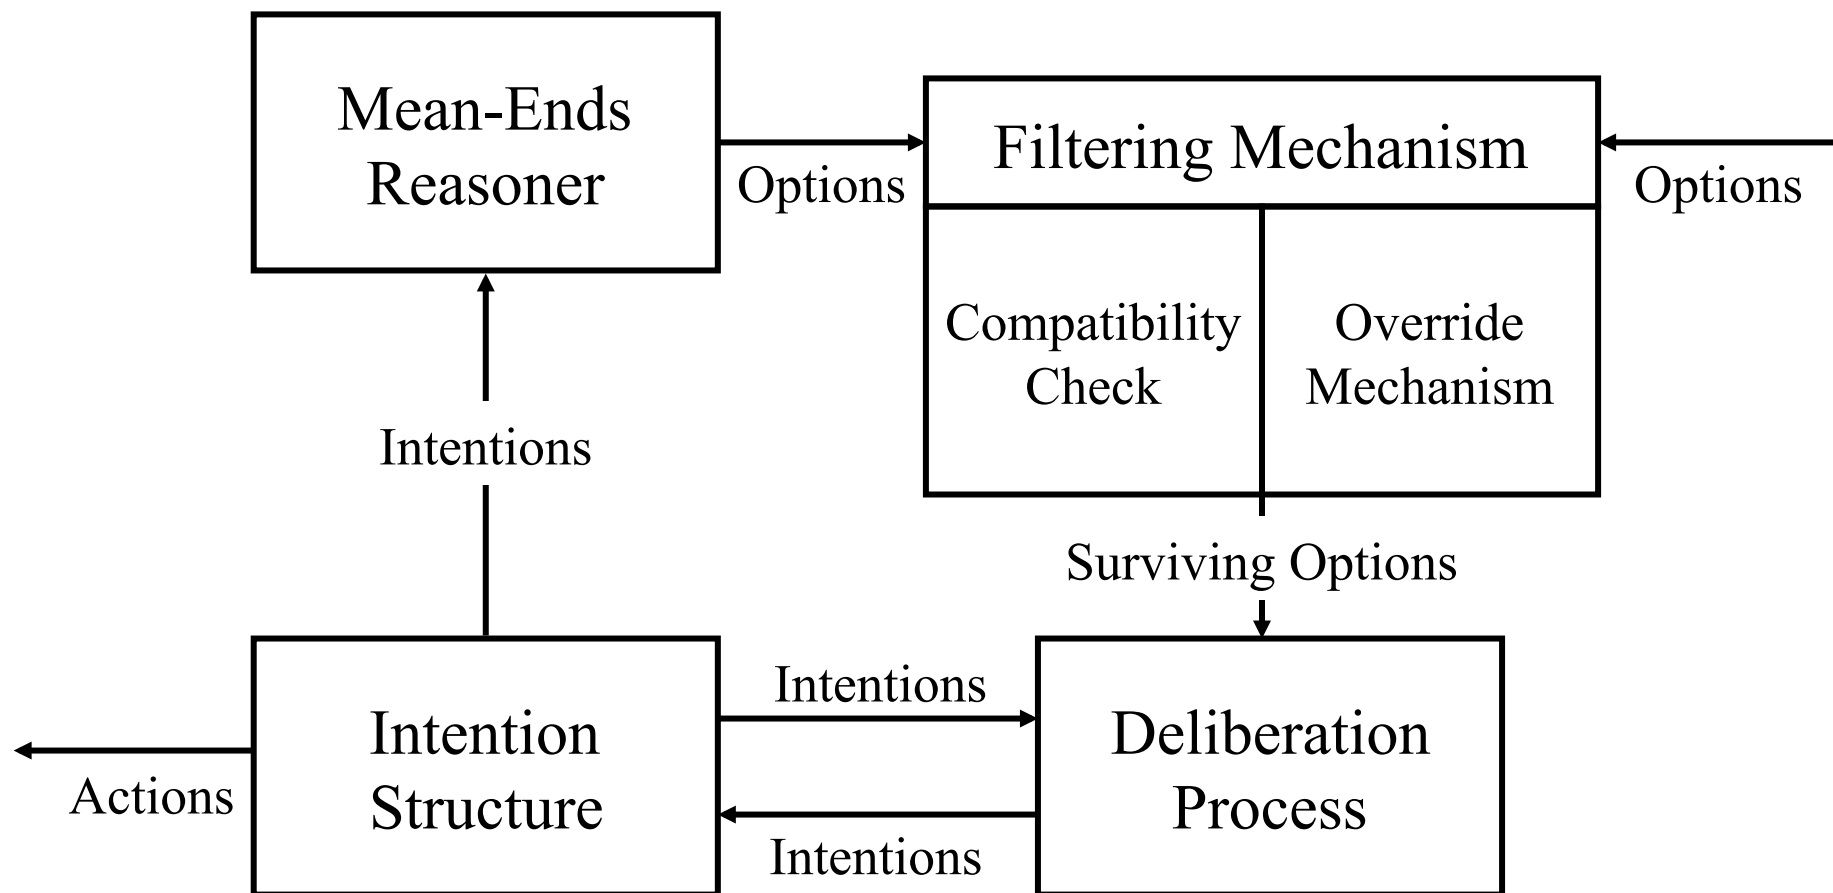 Mean-Ends
Reasoner
Options
Filtering Mechanism
Options
Compatibility
Check
Override
Mechanism
Intentions
Surviving Options
Intention
Structure
Intentions
Deliberation
Process
Actions
Intentions